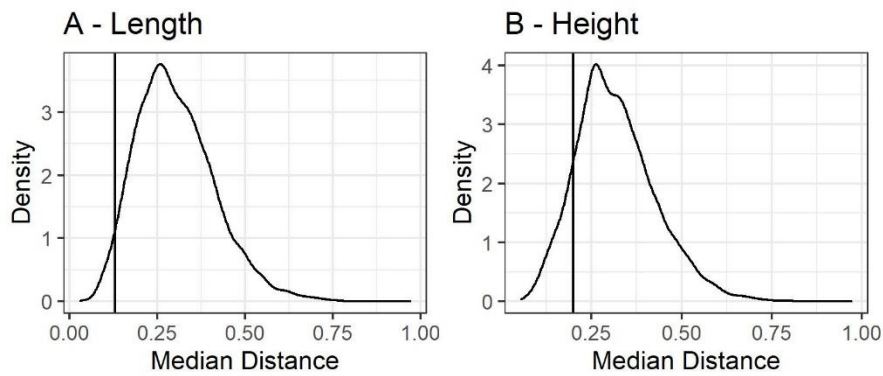 A - Length
Density
3
2
1
0
0.00 0.25 0.50 0.75 1.00
Median Distance
B - Height
Density
4
3
2
1
0
0.25 0.50 0.75 1.00
Median Distance